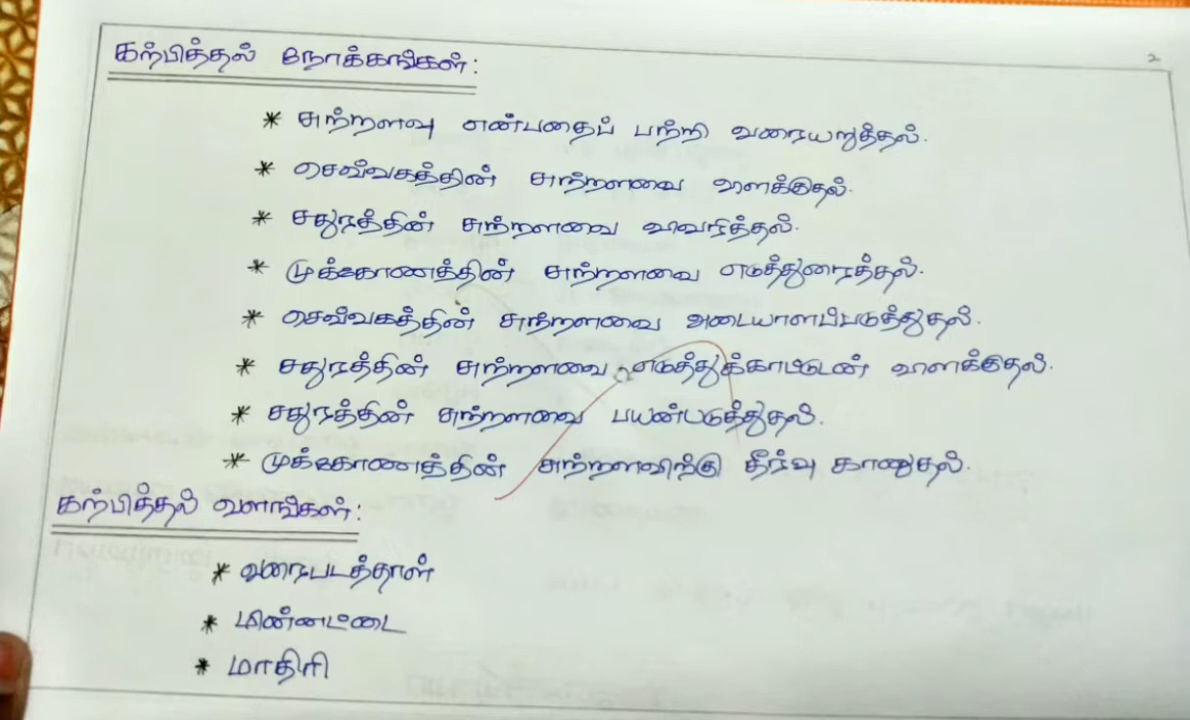 2
கற்பித்தல் நோக்கங்கள்:
* சுற்றளவு என்பதைப் பற்றி வரையறுத்தல்.
* செவ்வகத்தின் சுற்றளவை விளக்குதல்.
* சதுரத்தின் சுற்றளவை விவரித்தல்.
* முக்கோணத்தின் சுற்றளவை எடுத்துரைத்தல்.
* செவ்வகத்தின் சுற்றளவை அடையாளப்படுத்துதல்.
* சதுரத்தின் சுற்றளவை எடுத்துக்காட்டுடன் விளக்குதல்.
* சதுரத்தின் சுற்றளவை பயன்படுத்துதல்.
* முக்கோணத்தின் சுற்றளவிற்கு தீர்வு காணுதல்.
கற்பித்தல் வளங்கள்:
* வரைபடத்தாள்
* மின்னட்டை
* மாதிரி